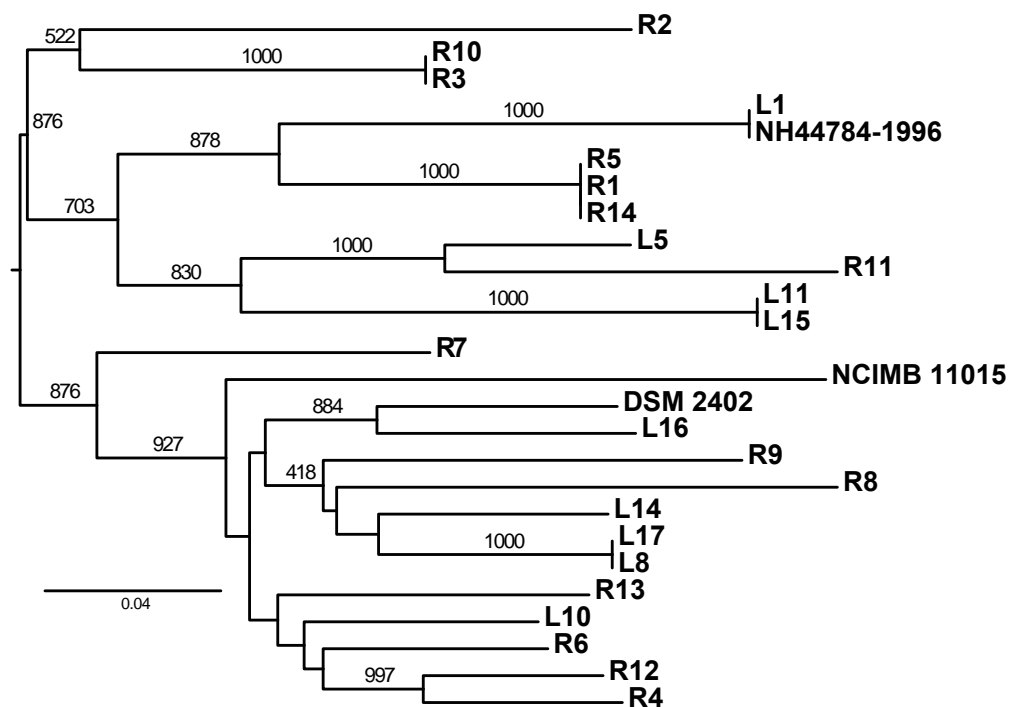 R2
522
R10
1000
R3
L1
1000
876
NH44784-1996
878
R5
1000
R1
R14
703
L5
1000
R11
830
L11
1000
L15
R7
NCIMB 11015
876
DSM 2402
884
L16
927
R9
418
R8
L14
L17
1000
L8
R13
0.04
L10
R6
R12
997
R4